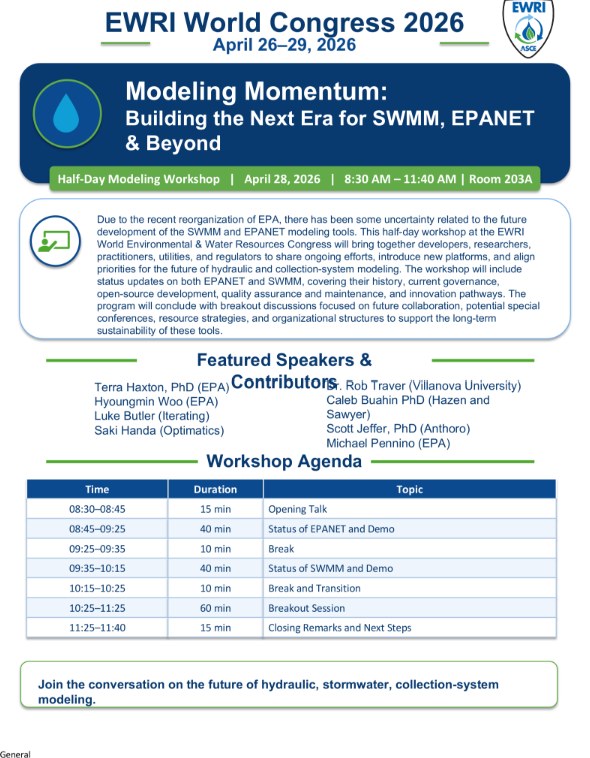 EWRI World Congress 2026
April 26–29, 2026
EWRI
ASCE
Modeling Momentum:
Building the Next Era for SWMM, EPANET
& Beyond
Half-Day Modeling Workshop | April 28, 2026 | 8:30 AM – 11:40 AM | Room 203A
Due to the recent reorganization of EPA, there has been some uncertainty related to the future
development of the SWMM and EPANET modeling tools. This half-day workshop at the EWRI
World Environmental & Water Resources Congress will bring together developers, researchers,
practitioners, utilities, and regulators to share ongoing efforts, introduce new platforms, and align
priorities for the future of hydraulic and collection-system modeling. The workshop will include
status updates on both EPANET and SWMM, covering their history, current governance,
open-source development, quality assurance and maintenance, and innovation pathways. The
program will conclude with breakout discussions focused on future collaboration, potential special
conferences, resource strategies, and organizational structures to support the long-term
sustainability of these tools.
Featured Speakers &
Contributors
Terra Haxton, PhD (EPA)
Hyoungmin Woo (EPA)
Luke Butler (Iterating)
Saki Handa (Optimatics)
Dr. Rob Traver (Villanova University)
Caleb Buahin PhD (Hazen and
Sawyer)
Scott Jeffer, PhD (Anthoro)
Michael Pennino (EPA)
Workshop Agenda
Time Duration Topic
08:30–08:45 15 min Opening Talk
08:45–09:25 40 min Status of EPANET and Demo
09:25–09:35 10 min Break
09:35–10:15 40 min Status of SWMM and Demo
10:15–10:25 10 min Break and Transition
10:25–11:25 60 min Breakout Session
11:25–11:40 15 min Closing Remarks and Next Steps
Join the conversation on the future of hydraulic, stormwater, collection-system
modeling.
General